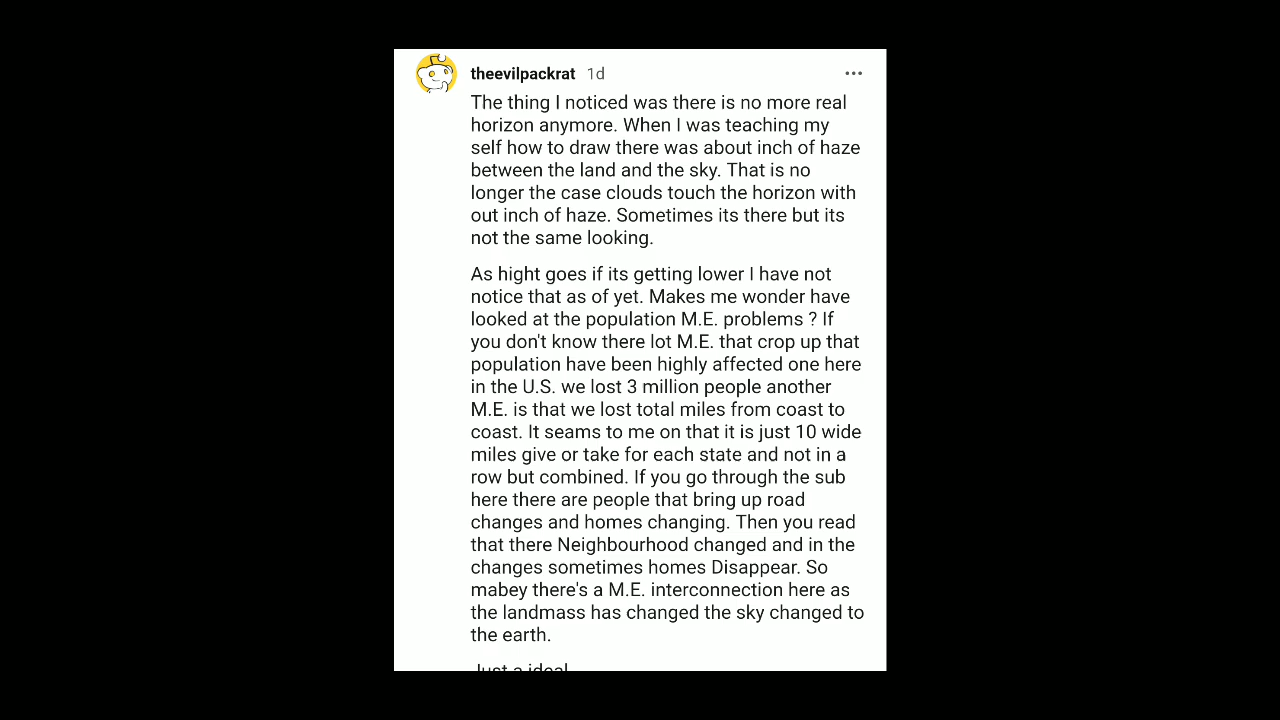 theevilpackrat 1d
The thing I noticed was there is no more real
horizon anymore. When I was teaching my
self how to draw there was about inch of haze
between the land and the sky. That is no
longer the case clouds touch the horizon with
out inch of haze. Sometimes its there but its
not the same looking.
As hight goes if its getting lower I have not
notice that as of yet. Makes me wonder have
looked at the population M.E. problems ? If
you don't know there lot M.E. that crop up that
population have been highly affected one here
in the U.S. we lost 3 million people another
M.E. is that we lost total miles from coast to
coast. It seams to me on that it is just 10 wide
miles give or take for each state and not in a
row but combined. If you go through the sub
here there are people that bring up road
changes and homes changing. Then you read
that there Neighbourhood changed and in the
changes sometimes homes Disappear. So
mabey there's a M.E. interconnection here as
the landmass has changed the sky changed to
the earth.
Just a ideal